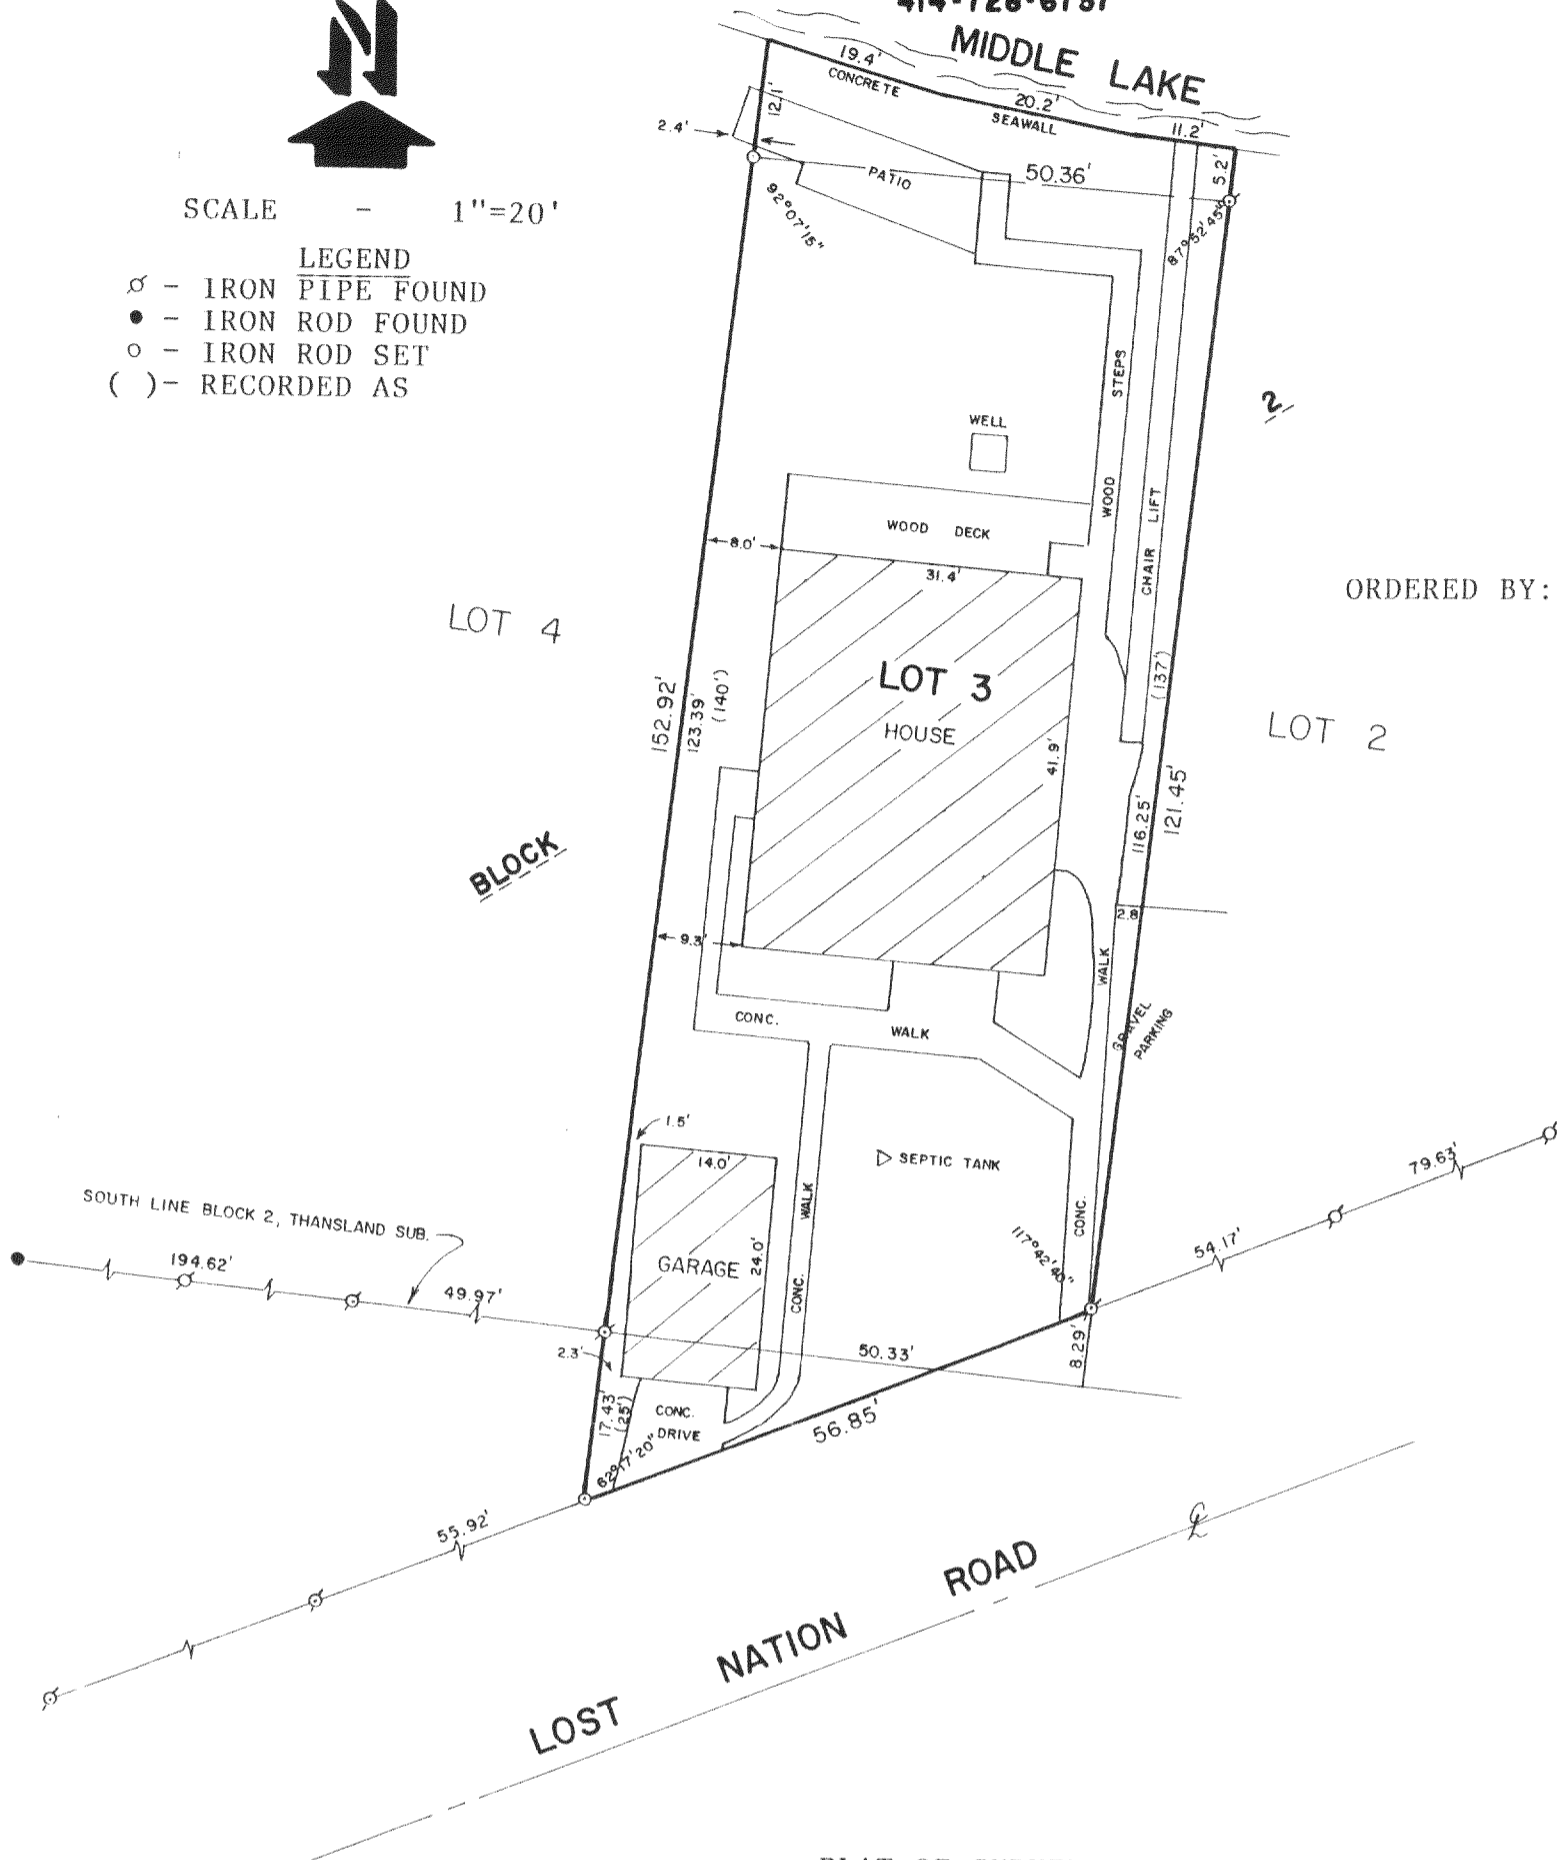 MIDDLE LAKE
19.4'
CONCRETE
20.2'
SEAWALL
11.2'
12.1'
2.4'
5.2'
50.36'
PATIO
92°07'15"
87°52'45"
N
SCALE - 1"=20'
LEGEND
- IRON PIPE FOUND
- IRON ROD FOUND
- IRON ROD SET
( )- RECORDED AS
2
STEPS
WOOD
WELL
WOOD DECK
CHAIR LIFT
8.0'
31.4'
ORDERED BY:
LOT 4
LOT 3
HOUSE
LOT 2
152.92'
123.39'
(140')
(137')
41.9'
121.45'
116.25'
BLOCK
2.8
9.3'
WALK
CONC. WALK
GRAVEL
PARKING
1.5'
14.0'
SEPTIC TANK
WALK
CONC.
24.0'
GARAGE
CONC.
117°42'40"
79.63'
54.17'
SOUTH LINE BLOCK 2, THANSLAND SUB.
194.62'
49.97'
50.33'
8.29'
2.3'
17.43'
(25')
CONC.
DRIVE
62°17'20"
56.85'
55.92'
LOST NATION ROAD